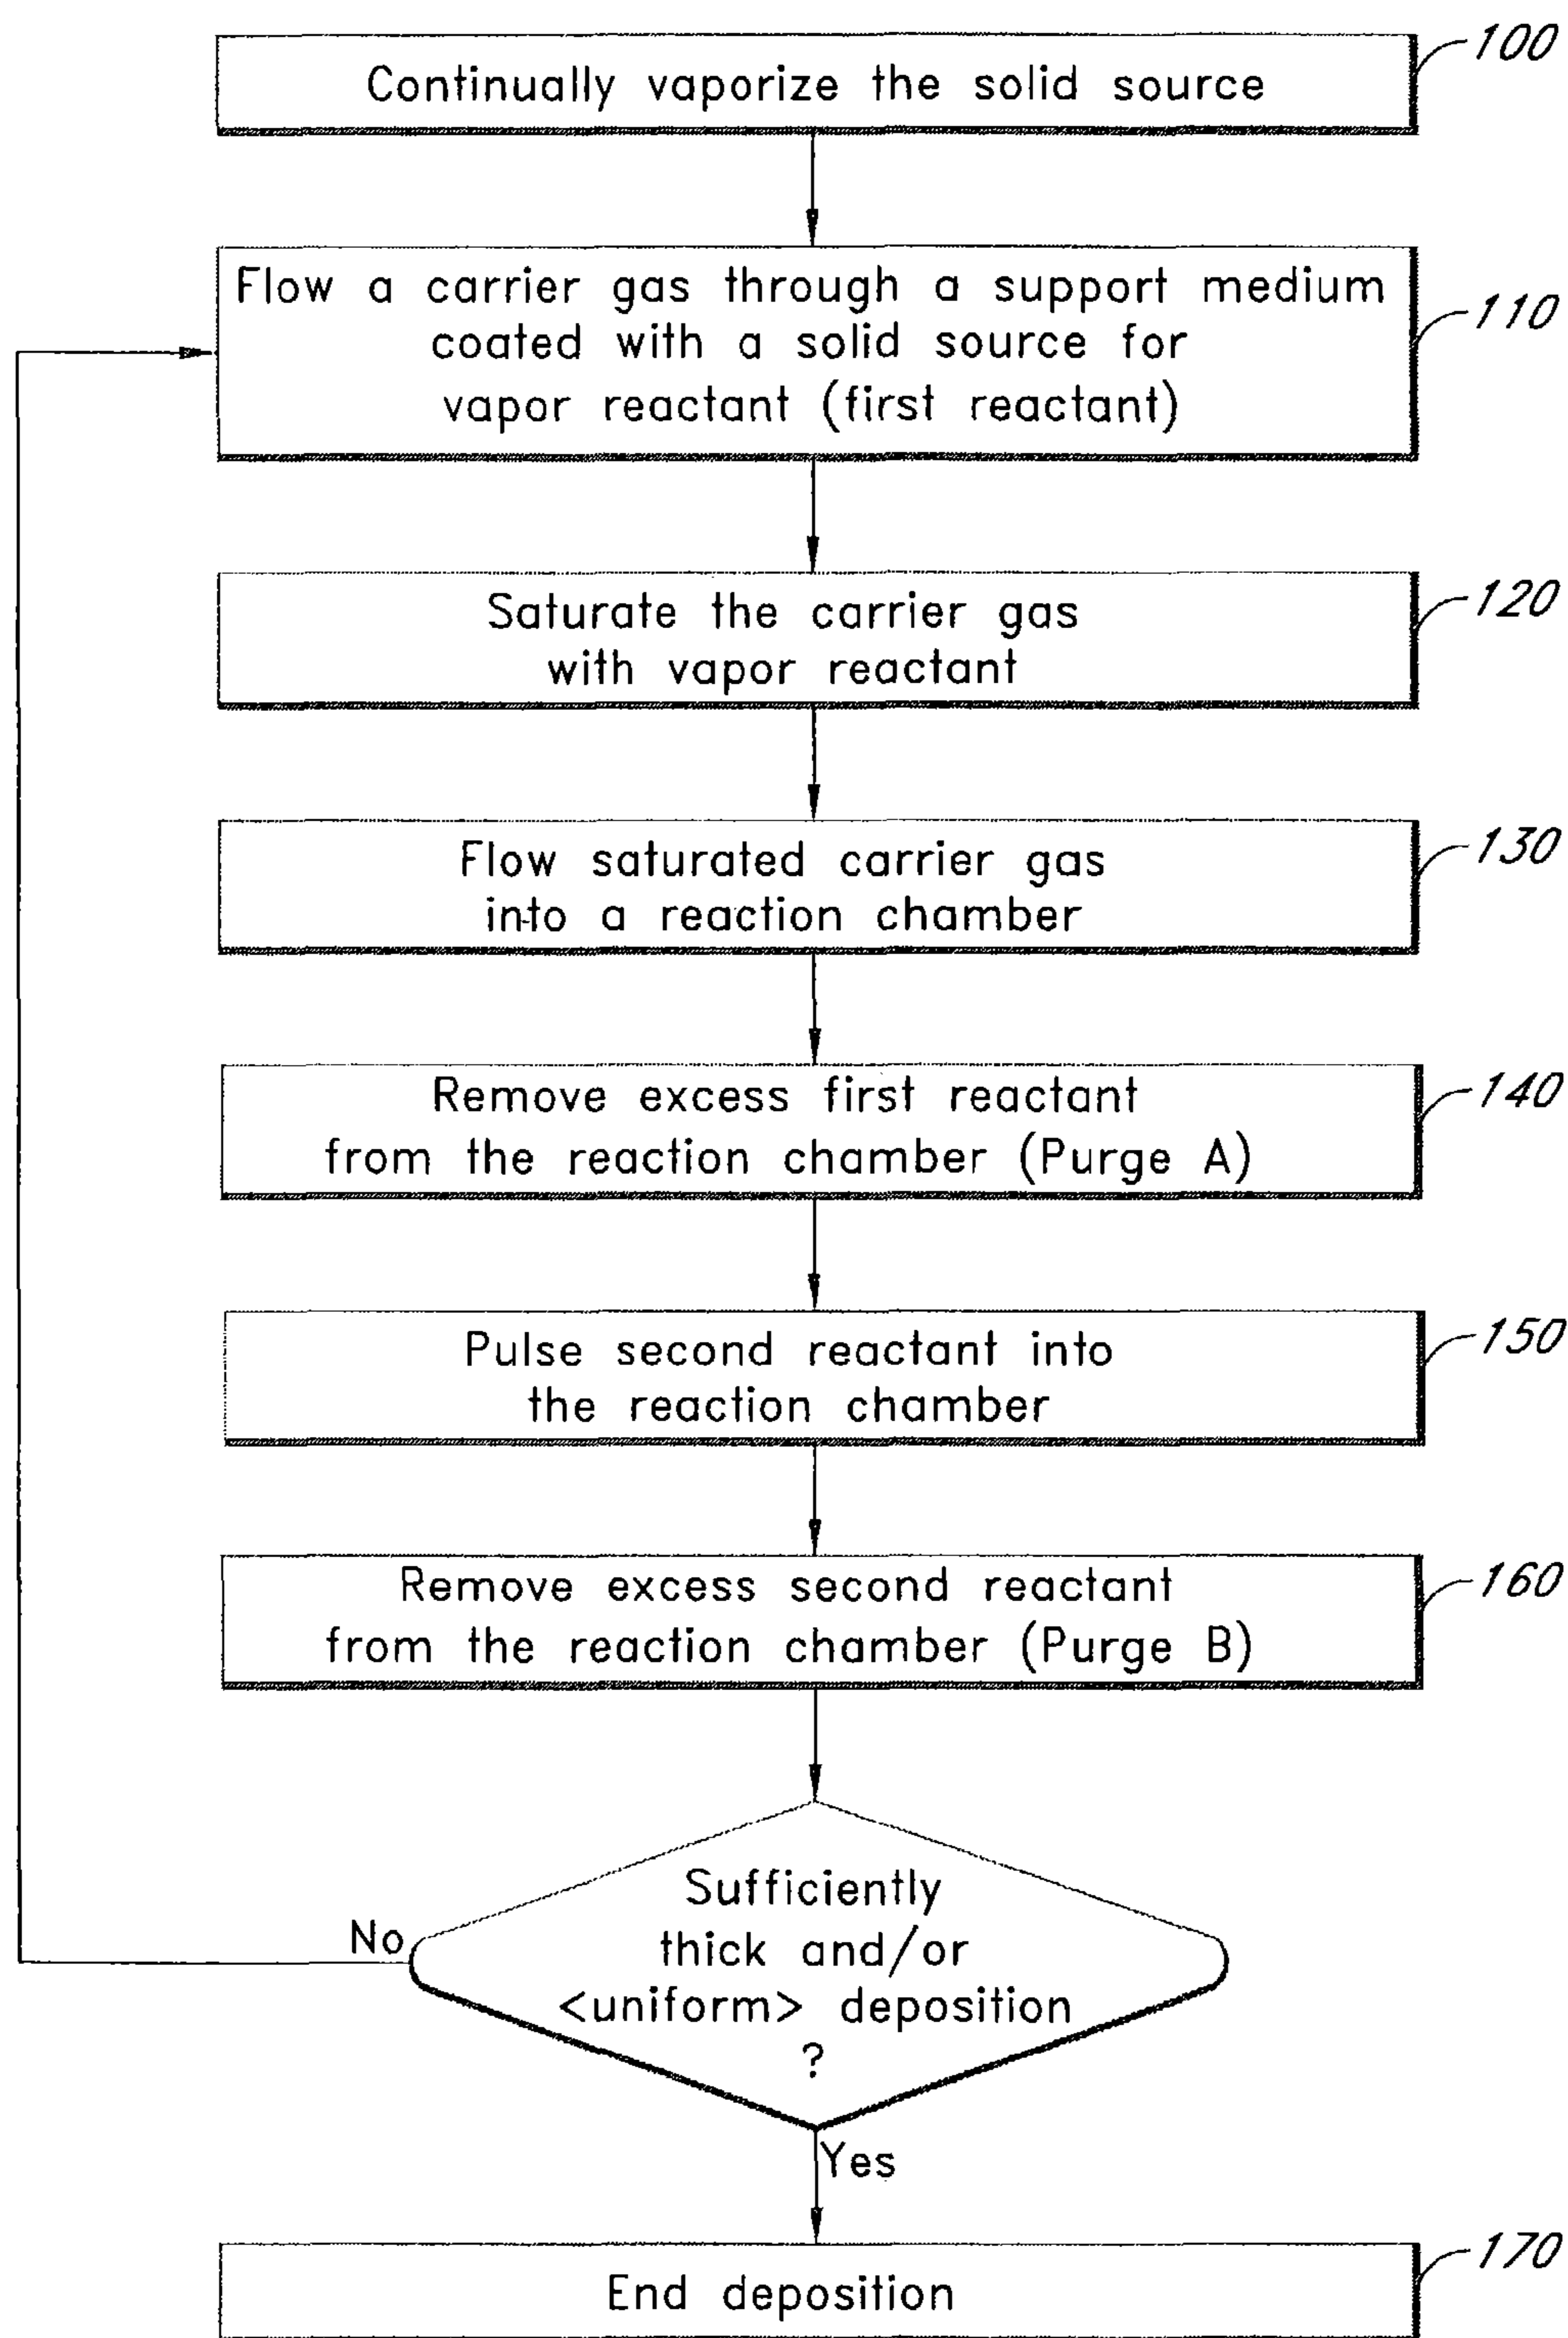 Continually vaporize the solid source
100
Flow a carrier gas through a support medium
coated with a solid source for
vapor reactant (first reactant)
110
Saturate the carrier gas
with vapor reactant
120
Flow saturated carrier gas
into a reaction chamber
130
Remove excess first reactant
from the reaction chamber (Purge A)
140
Pulse second reactant into
the reaction chamber
150
Remove excess second reactant
from the reaction chamber (Purge B)
160
Sufficiently
thick and/or
<uniform> deposition
?
No
Yes
End deposition
170